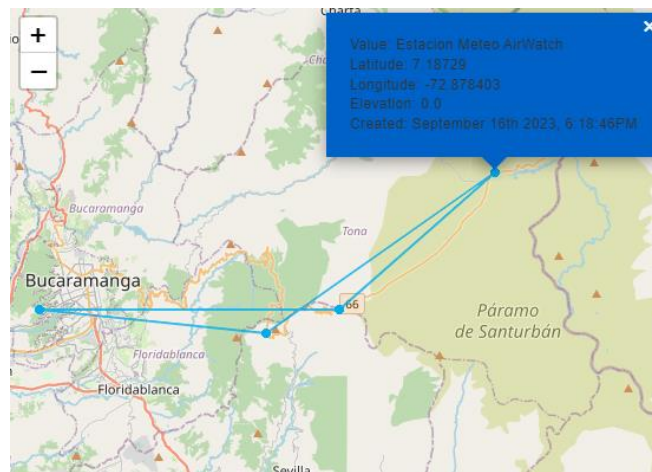 Charta
+
−
×
Value: Estacion Meteo AirWatch
Latitude: 7.18729
Longitude: -72.878403
Elevation: 0.0
Created: September 16th 2023, 6:18:46PM
Bucaramanga
Tona
Bucaramanga
66
Páramo
de Santurbán
Floridablanca
Floridablanca
Sevilla